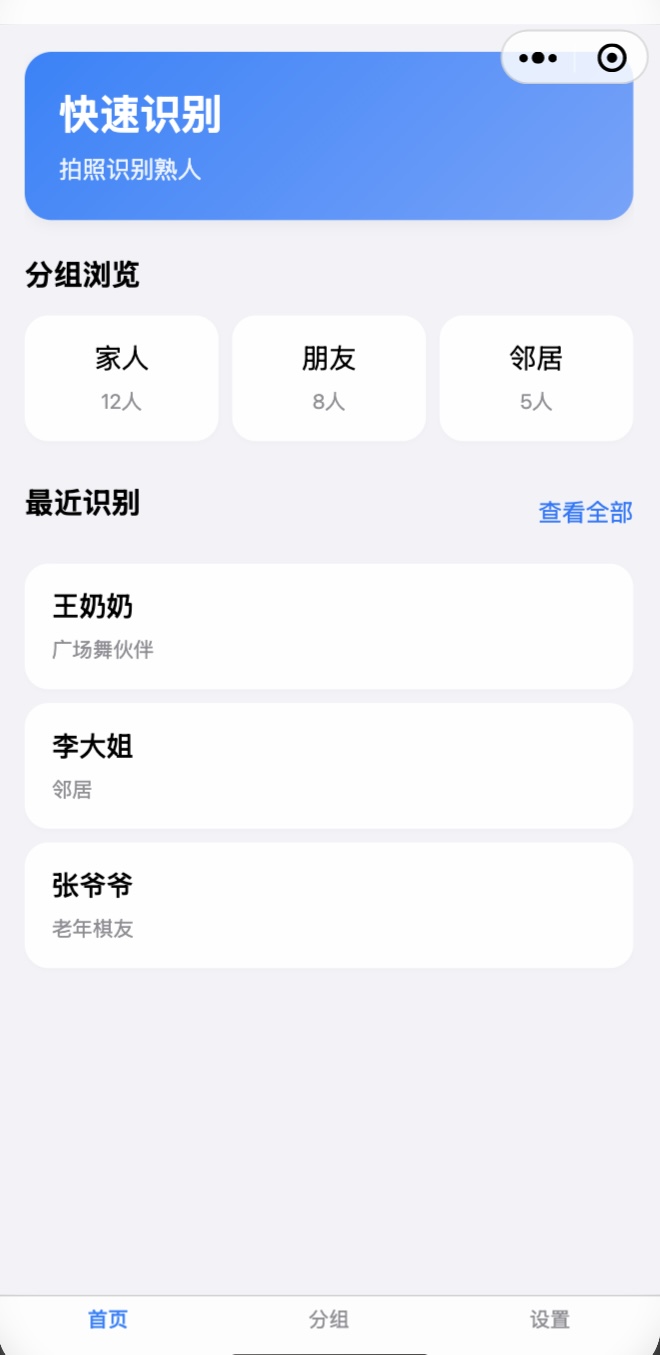 快速识别
拍照识别熟人
分组浏览
家人
12人
朋友
8人
邻居
5人
最近识别
查看全部
王奶奶
广场舞伙伴
李大姐
邻居
张爷爷
老年棋友
首页
分组
设置